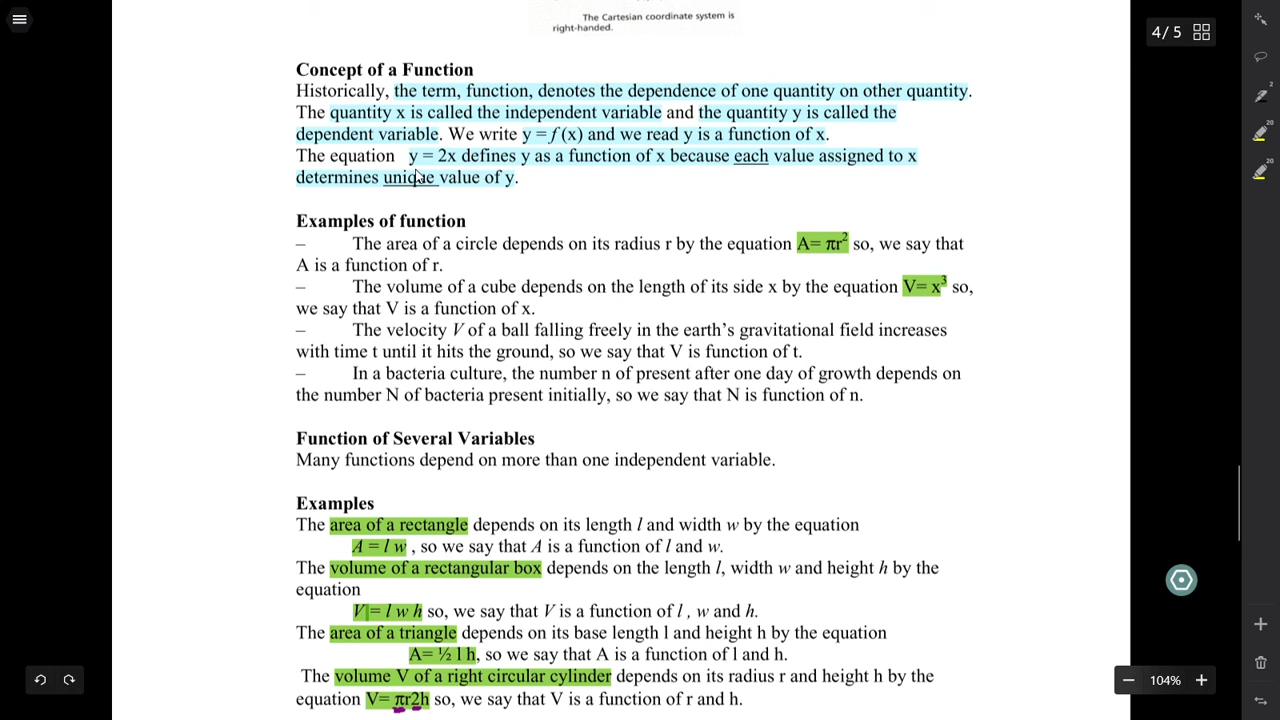 The Cartesian coordinate system is
right-handed.
4/ 5
Concept of a Function
Historically, the term, function, denotes the dependence of one quantity on other quantity.
The quantity x is called the independent variable and the quantity y is called the
dependent variable. We write y = f (x) and we read y is a function of x.
The equation y = 2x defines y as a function of x because each value assigned to x
determines unique value of y.
Examples of function
– The area of a circle depends on its radius r by the equation A= πr² so, we say that
A is a function of r.
– The volume of a cube depends on the length of its side x by the equation V= x³ so,
we say that V is a function of x.
– The velocity V of a ball falling freely in the earth’s gravitational field increases
with time t until it hits the ground, so we say that V is function of t.
– In a bacteria culture, the number n of present after one day of growth depends on
the number N of bacteria present initially, so we say that N is function of n.
Function of Several Variables
Many functions depend on more than one independent variable.
Examples
The area of a rectangle depends on its length l and width w by the equation
A = l w , so we say that A is a function of l and w.
The volume of a rectangular box depends on the length l, width w and height h by the
equation
V = l w h so, we say that V is a function of l , w and h.
The area of a triangle depends on its base length l and height h by the equation
A= ½ l h, so we say that A is a function of l and h.
The volume V of a right circular cylinder depends on its radius r and height h by the
equation V= πr2h so, we say that V is a function of r and h.
2
20
20
104%